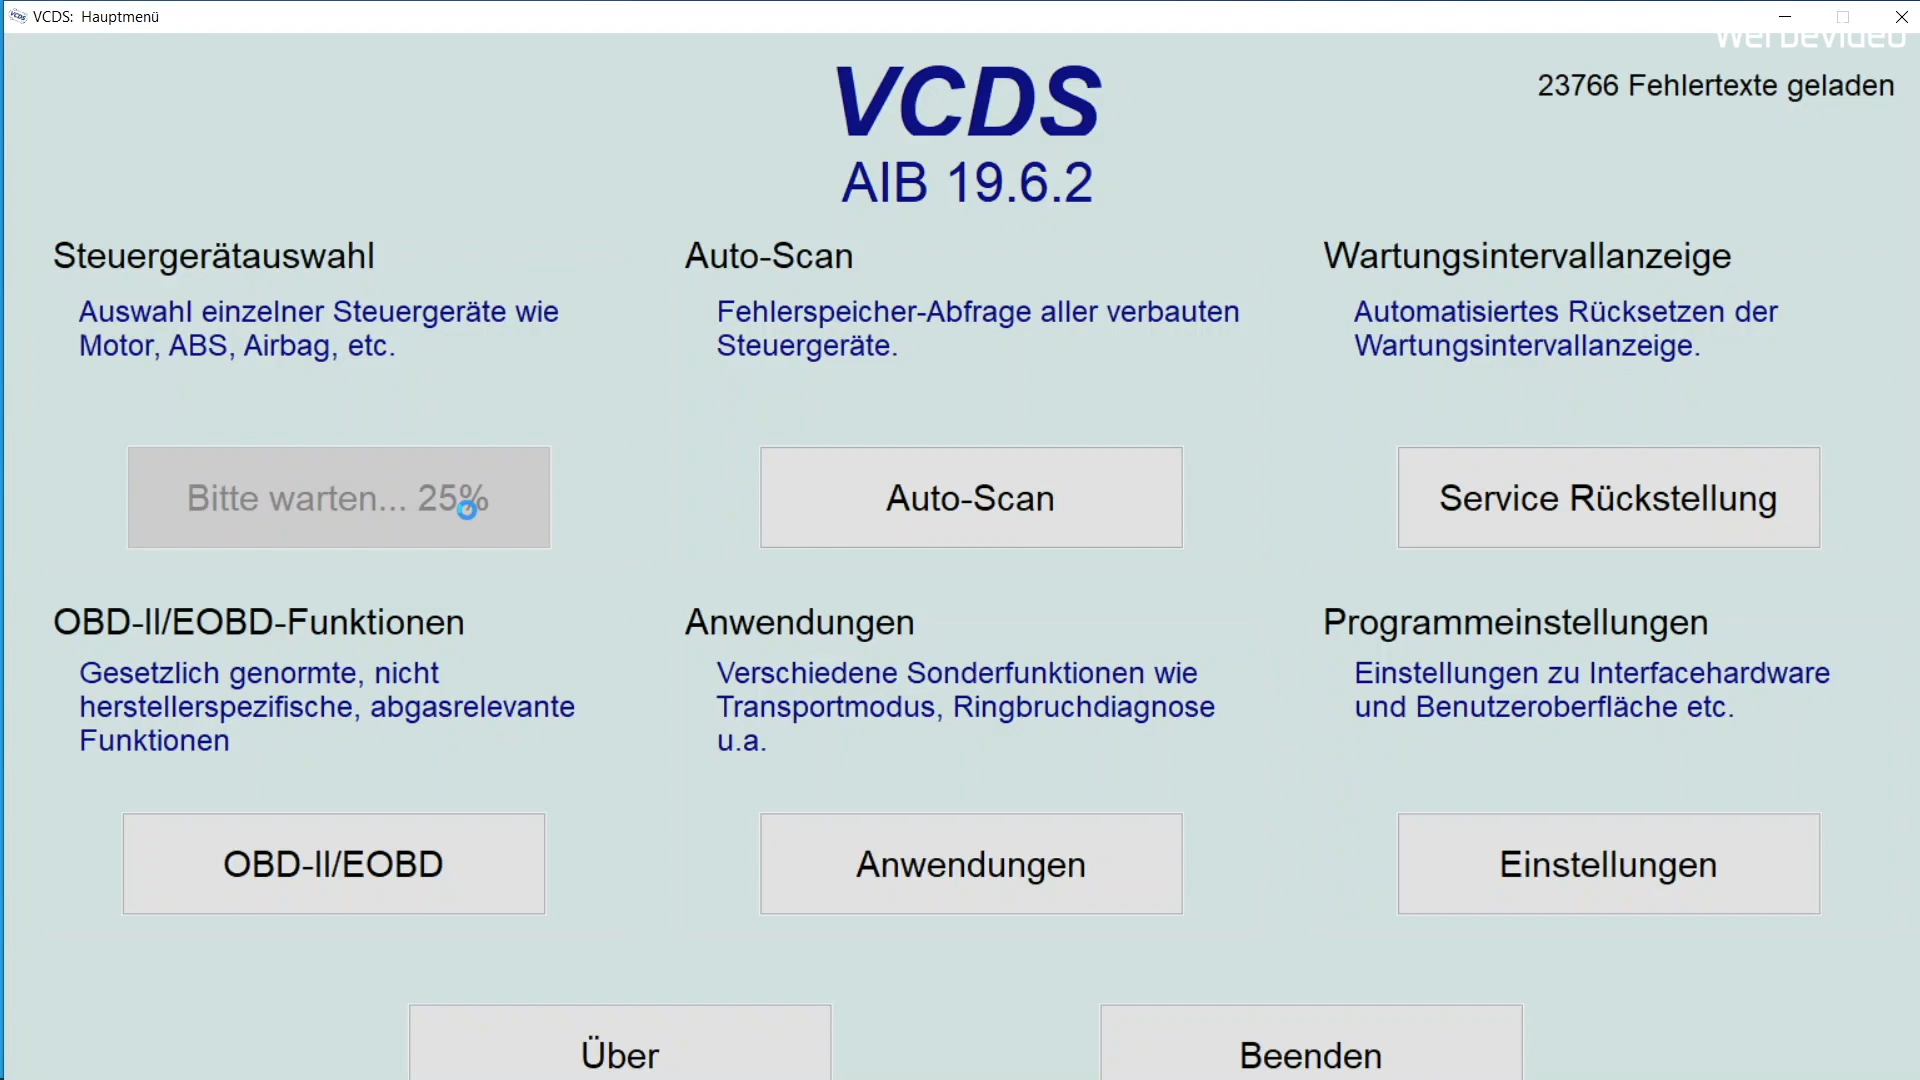 VCDS: Hauptmenü
Werbevideo
VCDS
23766 Fehlertexte geladen
AIB 19.6.2
Steuergerätauswahl
Auswahl einzelner Steuergeräte wie
Motor, ABS, Airbag, etc.
Bitte warten... 25%
Auto-Scan
Fehlerspeicher-Abfrage aller verbauten
Steuergeräte.
Auto-Scan
Wartungsintervallanzeige
Automatisiertes Rücksetzen der
Wartungsintervallanzeige.
Service Rückstellung
OBD-II/EOBD-Funktionen
Gesetzlich genormte, nicht
herstellerspezifische, abgasrelevante
Funktionen
OBD-II/EOBD
Anwendungen
Verschiedene Sonderfunktionen wie
Transportmodus, Ringbruchdiagnose
u.a.
Anwendungen
Programmeinstellungen
Einstellungen zu Interfacehardware
und Benutzeroberfläche etc.
Einstellungen
Über
Beenden